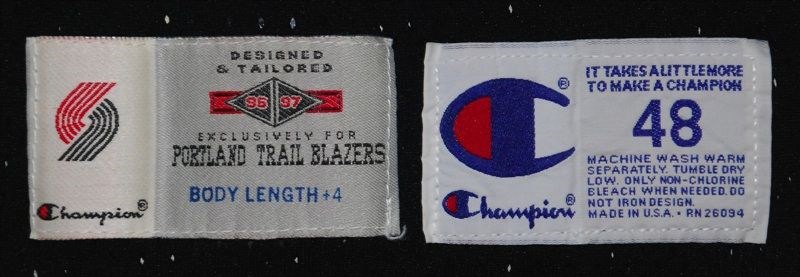 DESIGNED
& TAILORED
96 97
EXCLUSIVELY FOR
PORTLAND TRAIL BLAZERS
BODY LENGTH +4
Champion®
®
IT TAKES A LITTLE MORE
TO MAKE A CHAMPION
48
MACHINE WASH WARM
SEPARATELY. TUMBLE DRY
LOW. ONLY NON-CHLORINE
BLEACH WHEN NEEDED. DO
NOT IRON DESIGN.
MADE IN U.S.A. • RN 26094
Champion®